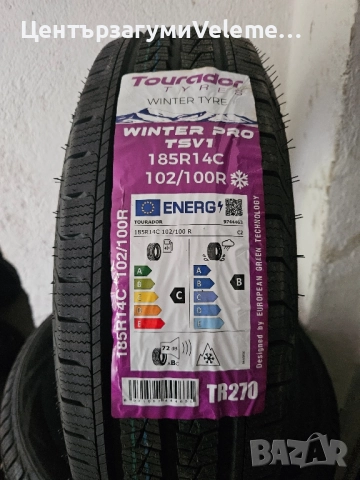 ЦентързагумиVeleme...
Tourador
TYRES
WINTER TYRE
WINTER PRO
TSV1
185R14C
102/100R
ENERG
TOURADOR
185R14C 102/100 R
C2
A
B
C
D
E
C
A
B
C
D
E
B
72 dB
TR270
185R14C 102/100R
Designed by EUROPEAN GREEN TECHNOLOGY
BAZAR